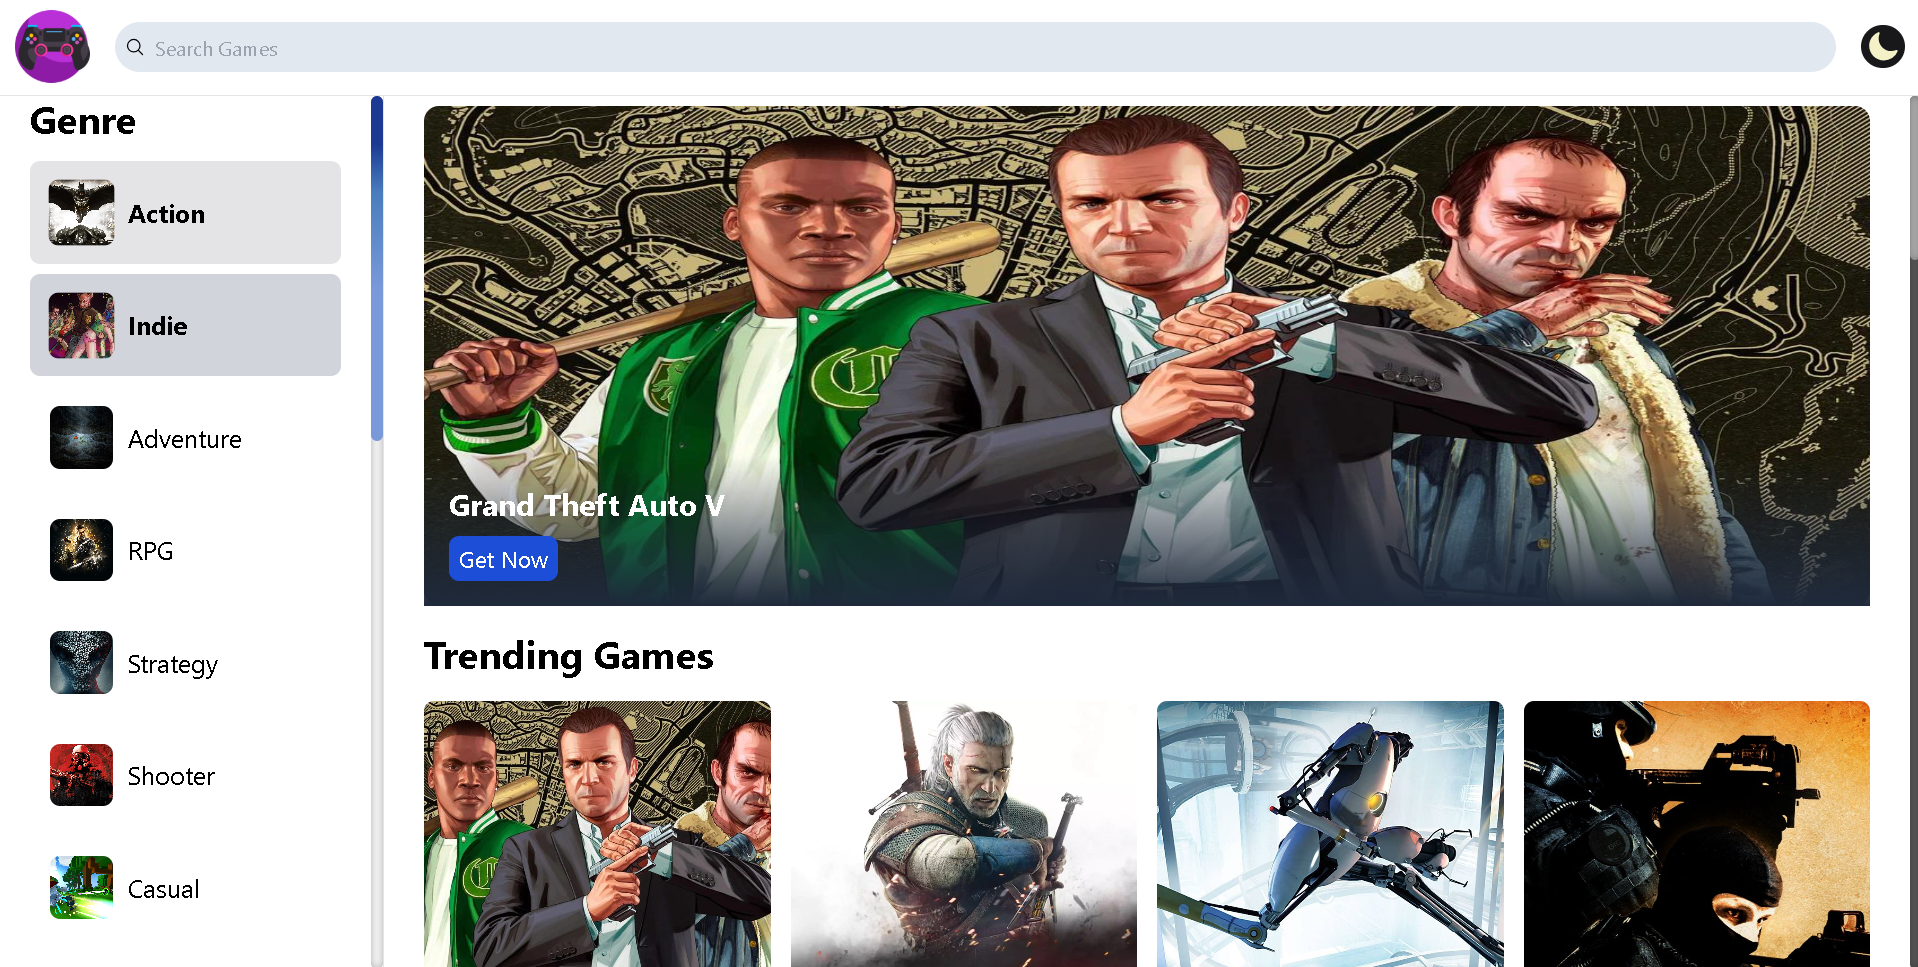 Search Games
Genre
Action
Indie
Adventure
RPG
Strategy
Shooter
Casual
Grand Theft Auto V
Get Now
Trending Games